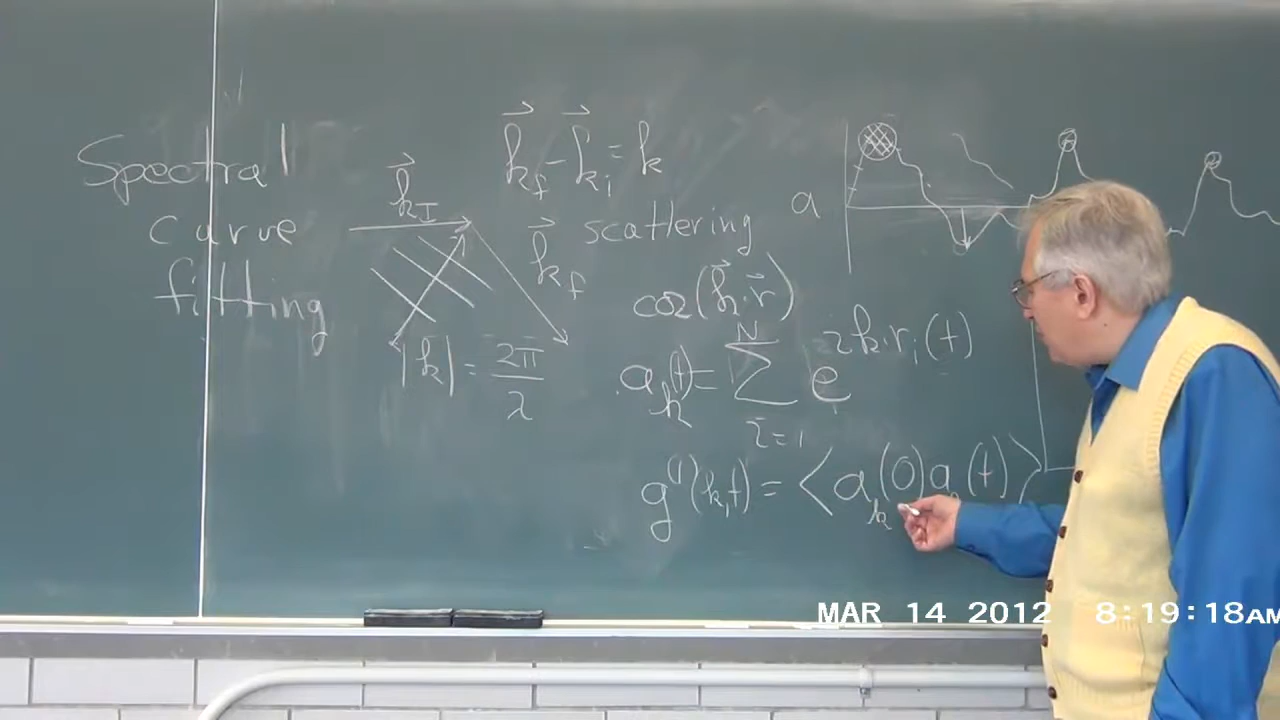 Spectral
curve
fitting
k⃗_I
k⃗_f - k⃗_i = k
k⃗_f
scattering
|k| = 2π/λ
a
cos(k⃗·r⃗)
a_k(t) = Σ_{i=1}^{N} e^{ik·r_i(t)}
g^{(1)}(k,t) = ⟨a_k(0) a_k(t)⟩
MAR 14 2012 8:19:18AM